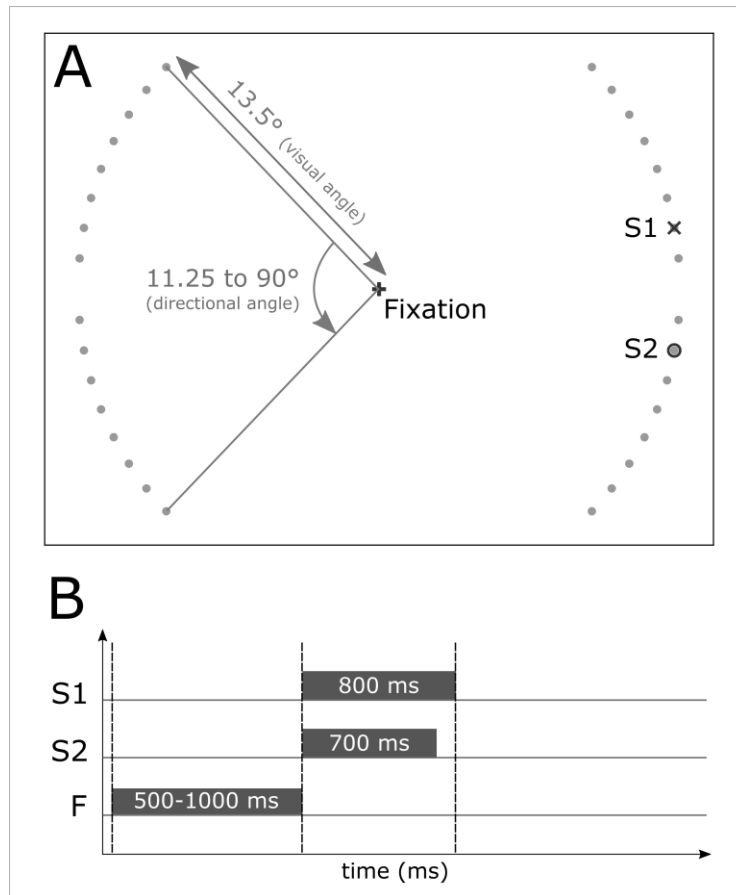 A
13.5° (visual angle)
S1
11.25 to 90°
(directional angle)
Fixation
S2
B
S1
800 ms
S2
700 ms
F
500-1000 ms
time (ms)